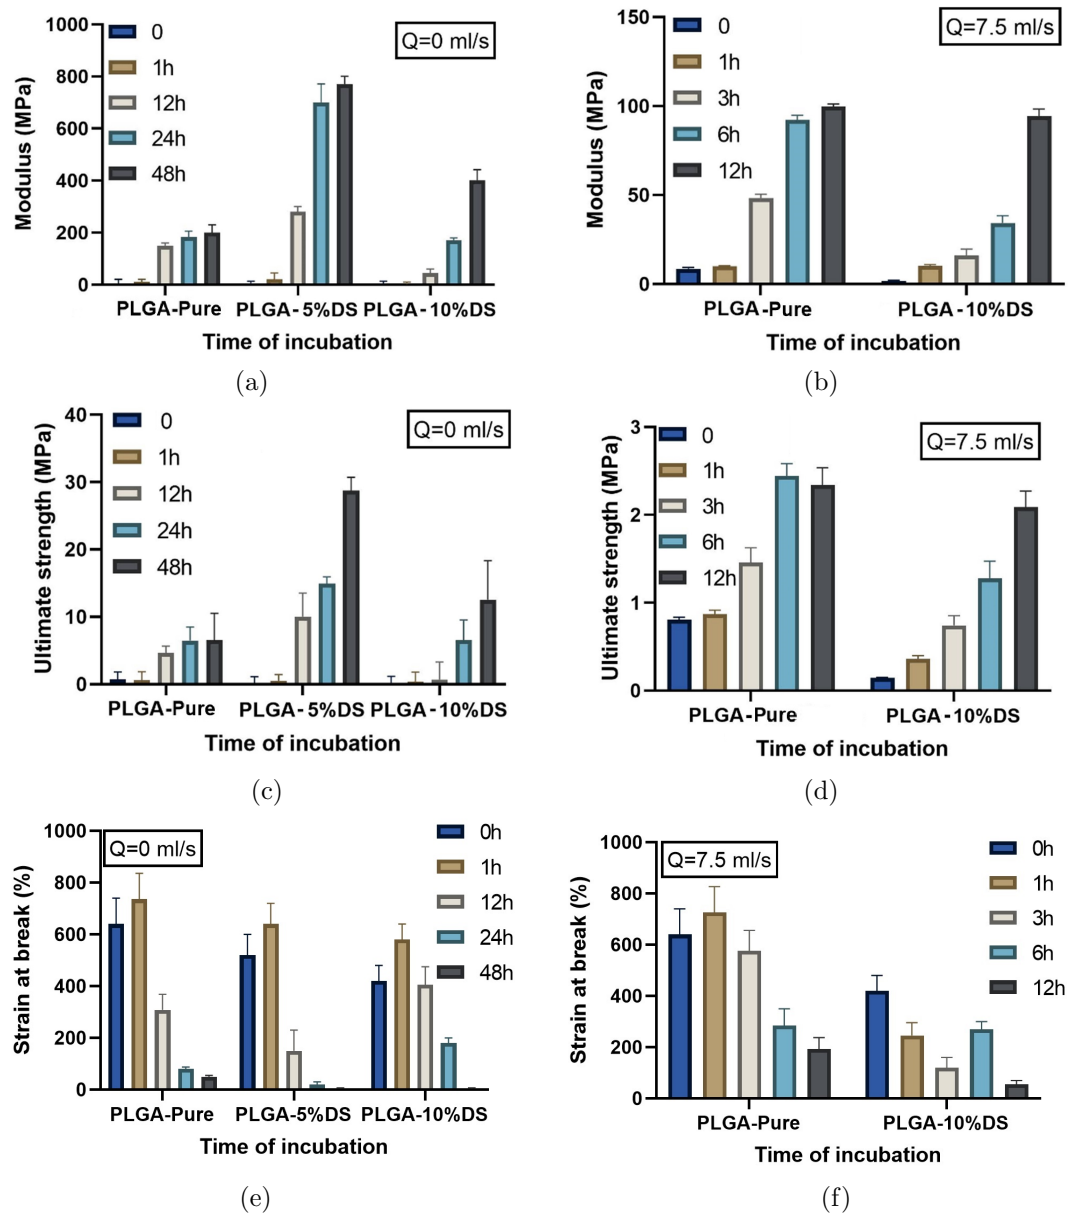 1000
800
600
400
200
0
Modulus (MPa)
0
1h
12h
24h
48h
Q=0 ml/s
PLGA-Pure PLGA-5%DS PLGA-10%DS
Time of incubation
(a)
150
100
50
0
Modulus (MPa)
0
1h
3h
6h
12h
Q=7.5 ml/s
PLGA-Pure PLGA-10%DS
Time of incubation
(b)
40
30
20
10
0
Ultimate strength (MPa)
0
1h
12h
24h
48h
Q=0 ml/s
PLGA-Pure PLGA-5%DS PLGA-10%DS
Time of incubation
(c)
3
2
1
0
Ultimate strength (MPa)
0
1h
3h
6h
12h
Q=7.5 ml/s
PLGA-Pure PLGA-10%DS
Time of incubation
(d)
1000
800
600
400
200
0
Strain at break (%)
Q=0 ml/s
0h
1h
12h
24h
48h
PLGA-Pure PLGA-5%DS PLGA-10%DS
Time of incubation
(e)
1000
800
600
400
200
0
Strain at break (%)
Q=7.5 ml/s
0h
1h
3h
6h
12h
PLGA-Pure PLGA-10%DS
Time of incubation
(f)